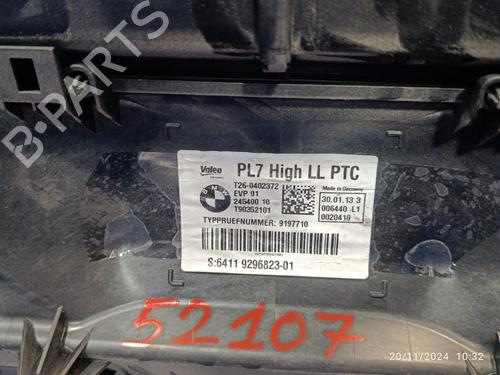 B-PARTS
Valeo
PL7 High LL PTC
BMW
T26-0402372
EVP 01
245400 10
T90352101
Made in Germany
30.01.13 3
006440 L1
0020410
TYPPRUEFNUMMER: 9197710
S:6411 9296823-01
52107
20/11/2024 10:32